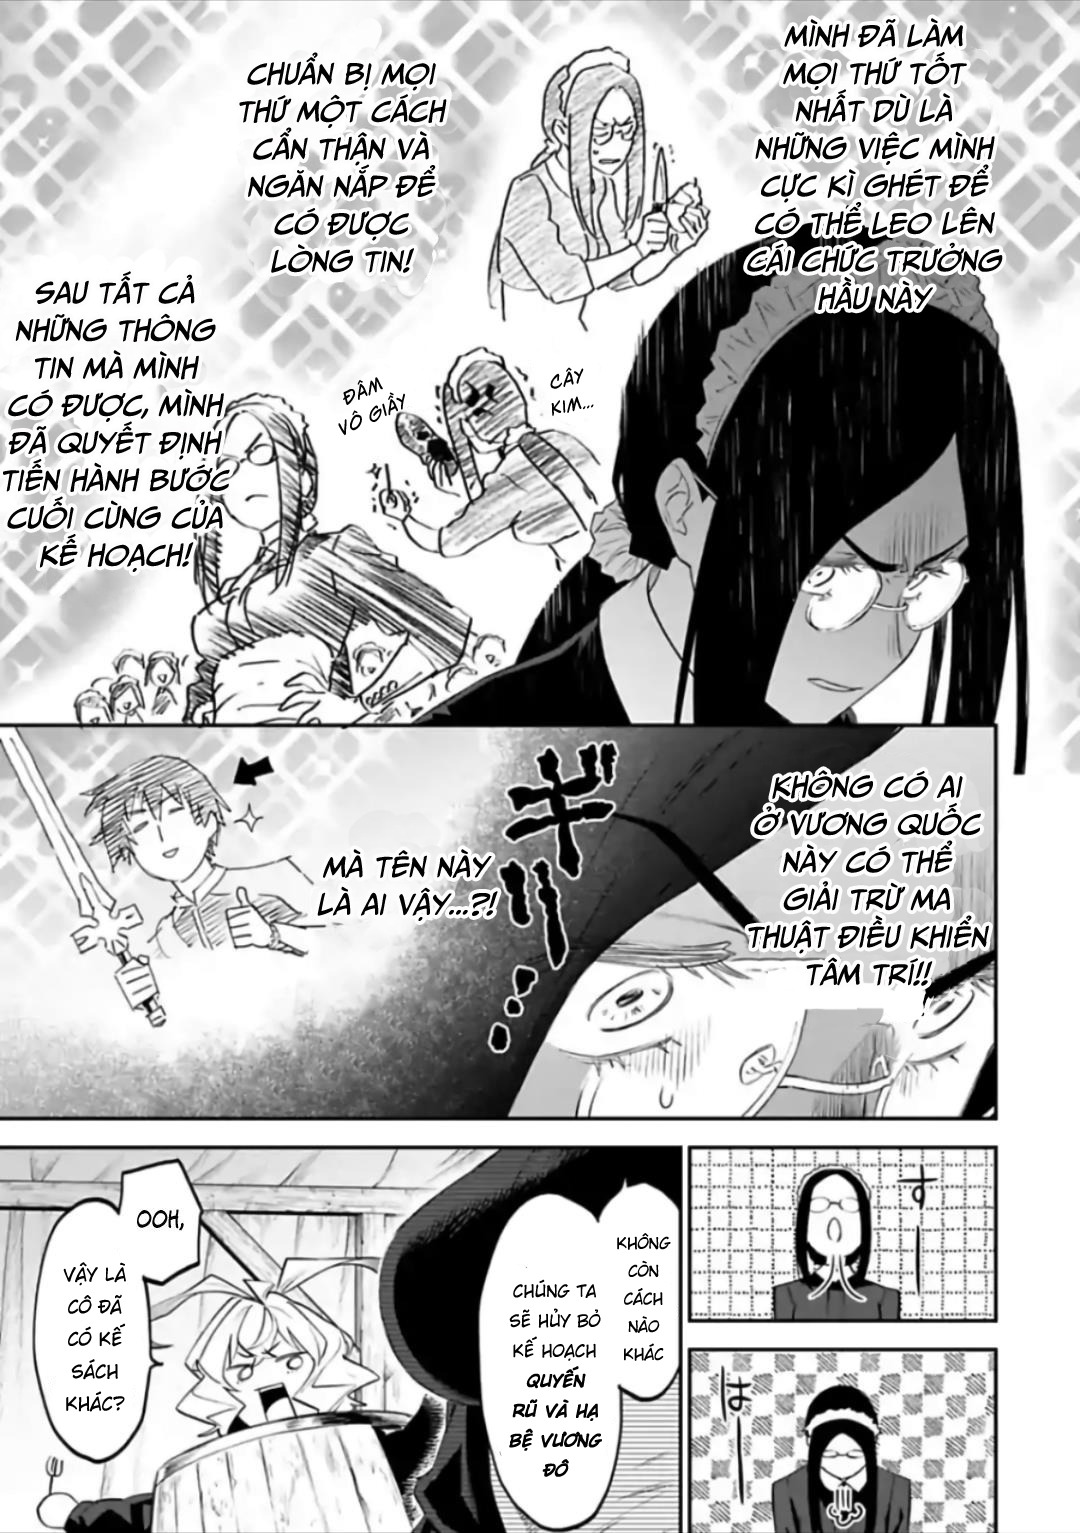 MÌNH ĐÃ LÀM
MỌI THỨ TỐT
NHẤT DÙ LÀ
NHỮNG VIỆC MÌNH
CỰC KÌ GHÉT ĐỂ
CÓ THỂ LEO LÊN
CÁI CHỨC TRƯỞNG
HẦU NÀY
CHUẨN BỊ MỌI
THỨ MỘT CÁCH
CẨN THẬN VÀ
NGĂN NẮP ĐỂ
CÓ ĐƯỢC
LÒNG TIN!
CÂY
KIM...
ĐÂM
VÔ GIẦY
SAU TẤT CẢ
NHỮNG THÔNG
TIN MÀ MÌNH
CÓ ĐƯỢC, MÌNH
ĐÃ QUYẾT ĐỊNH
TIẾN HÀNH BƯỚC
CUỐI CÙNG CỦA
KẾ HOẠCH!
KHÔNG CÓ AI
Ở VƯƠNG QUỐC
NÀY CÓ THỂ
GIẢI TRỪ MA
THUẬT ĐIỀU KHIỂN
TÂM TRÍ!!
ギリ...
MÀ TÊN NÀY
LÀ AI VẬY...?!
す
は
KHÔNG
CÒN
CÁCH
NÀO
KHÁC
CHÚNG TA
SẼ HỦY BỎ
KẾ HOẠCH
QUYẾN
RŨ VÀ HẠ
BỆ VƯƠNG
ĐÔ
OOH,
VẬY LÀ
CÔ ĐÃ
CÓ KẾ
SÁCH
KHÁC?